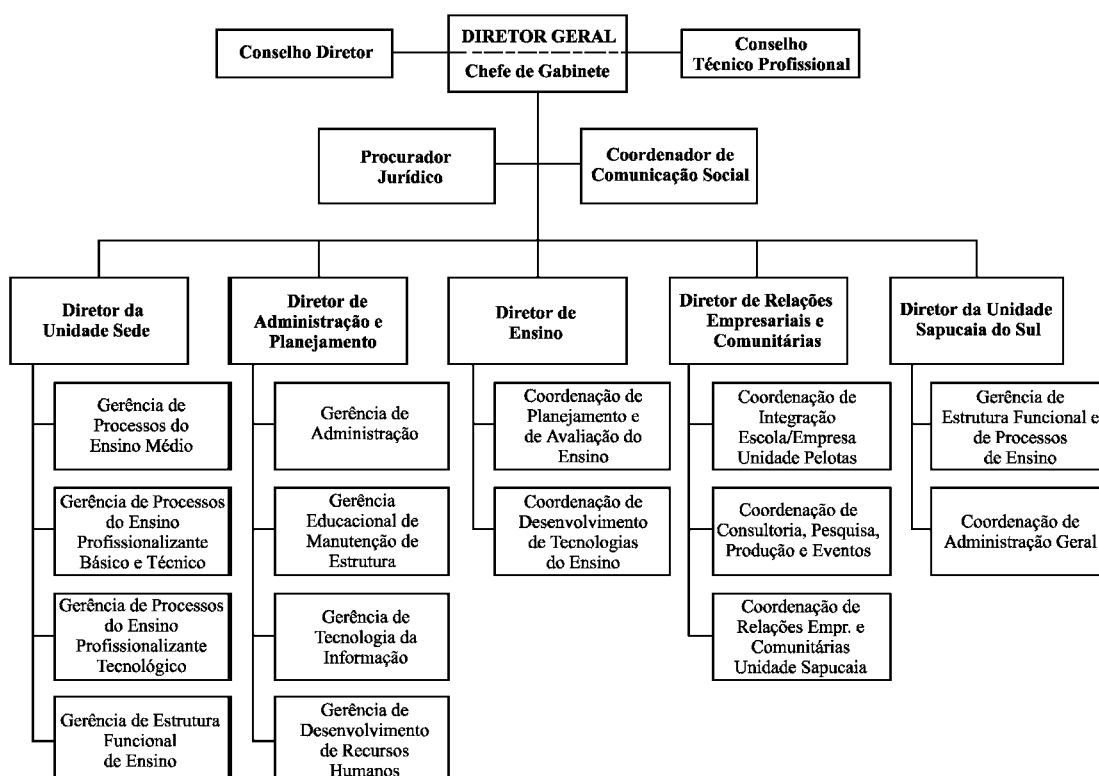 Conselho Diretor
DIRETOR GERAL
Chefe de Gabinete
Conselho
Técnico Profissional
Procurador
Jurídico
Coordenador de
Comunicação Social
Diretor da
Unidade Sede
Diretor de
Administração e
Planejamento
Diretor de
Ensino
Diretor de Relações
Empresariais e
Comunitárias
Diretor da Unidade
Sapucaia do Sul
Gerência de
Processos do
Ensino Médio
Gerência de Processos
do Ensino
Profissionalizante
Básico e Técnico
Gerência de Processos
do Ensino
Profissionalizante
Tecnológico
Gerência de Estrutura
Funcional
de Ensino
Gerência de
Administração
Gerência
Educacional de
Manutenção de
Estrutura
Gerência de
Tecnologia da
Informação
Gerência de
Desenvolvimento
de Recursos
Humanos
Coordenação de
Planejamento e
de Avaliação do
Ensino
Coordenação de
Desenvolvimento
de Tecnologias
do Ensino
Coordenação de
Integração
Escola/Empresa
Unidade Pelotas
Coordenação de
Consultoria, Pesquisa,
Produção e Eventos
Coordenação de
Relações Empr. e
Comunitárias
Unidade Sapucaia
Gerência de
Estrutura Funcional e
de Processos
de Ensino
Coordenação de
Administração Geral